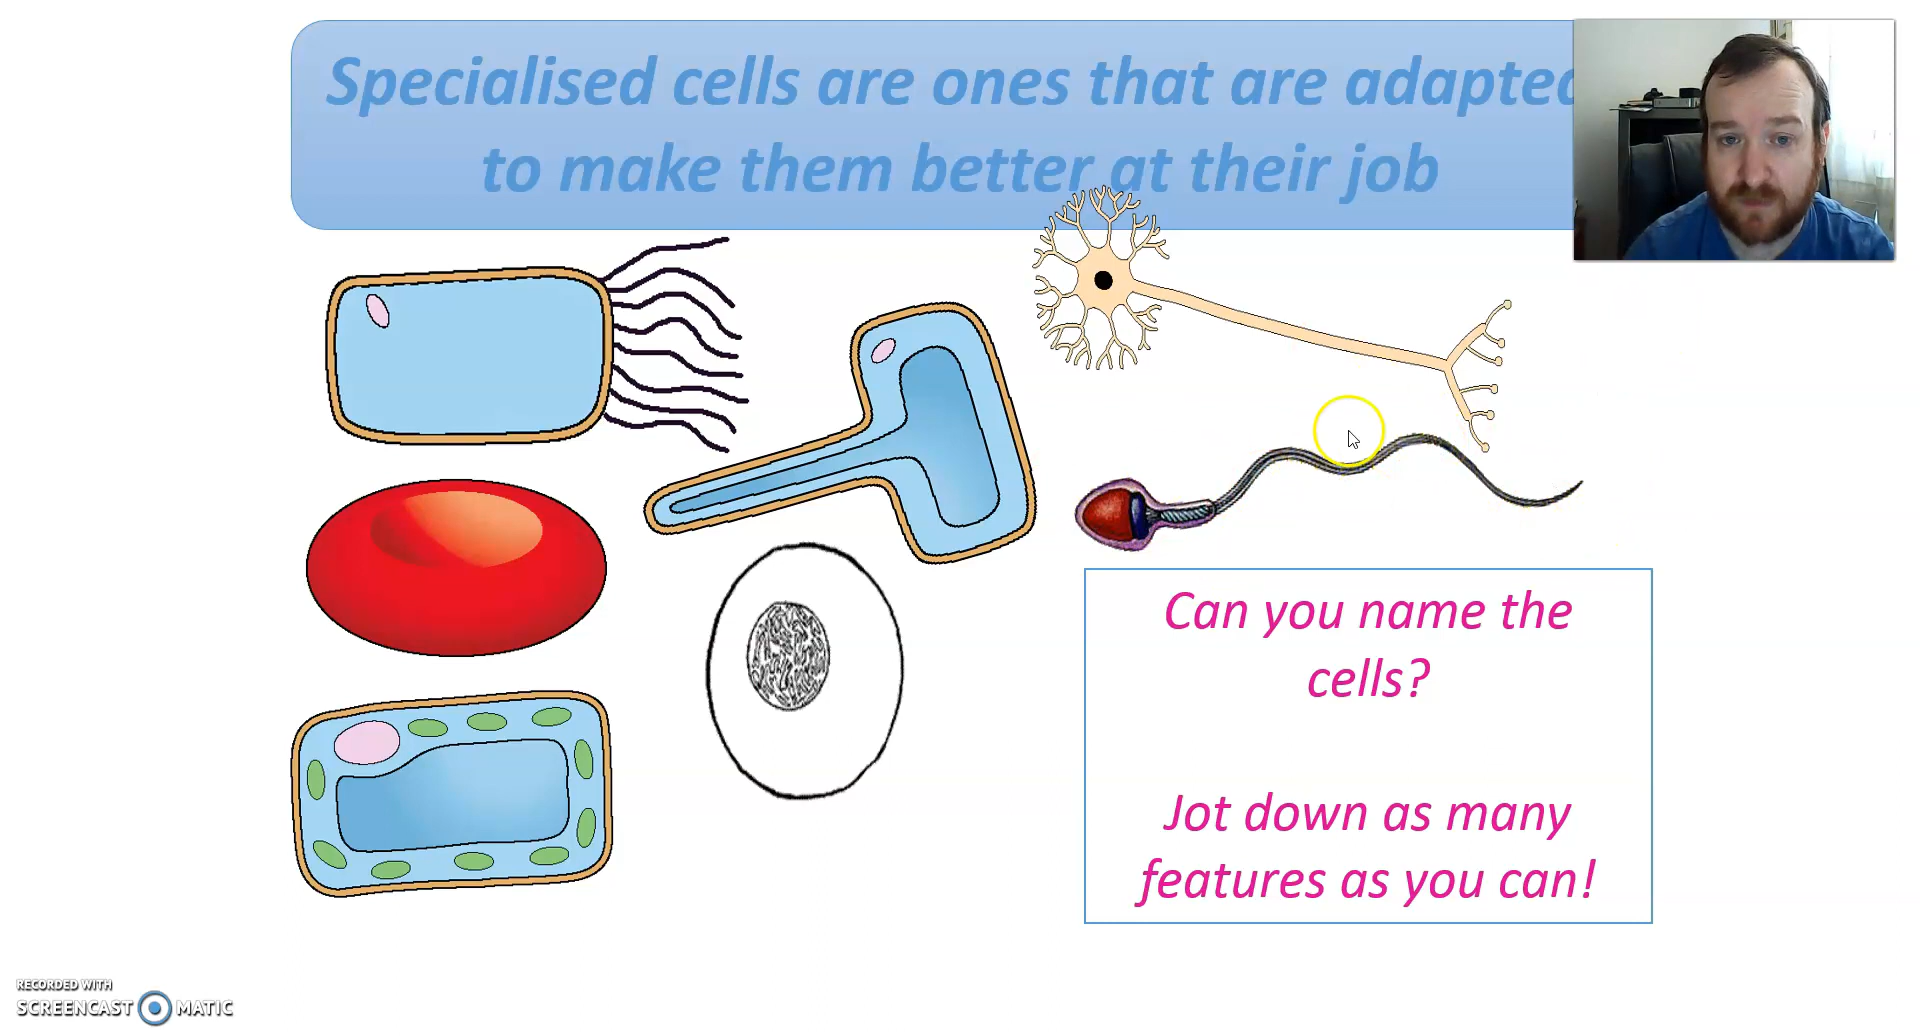 Specialised cells are ones that are adapted
to make them better at their job
Can you name the
cells?
Jot down as many
features as you can!
RECORDED WITH
SCREENCAST MATIC